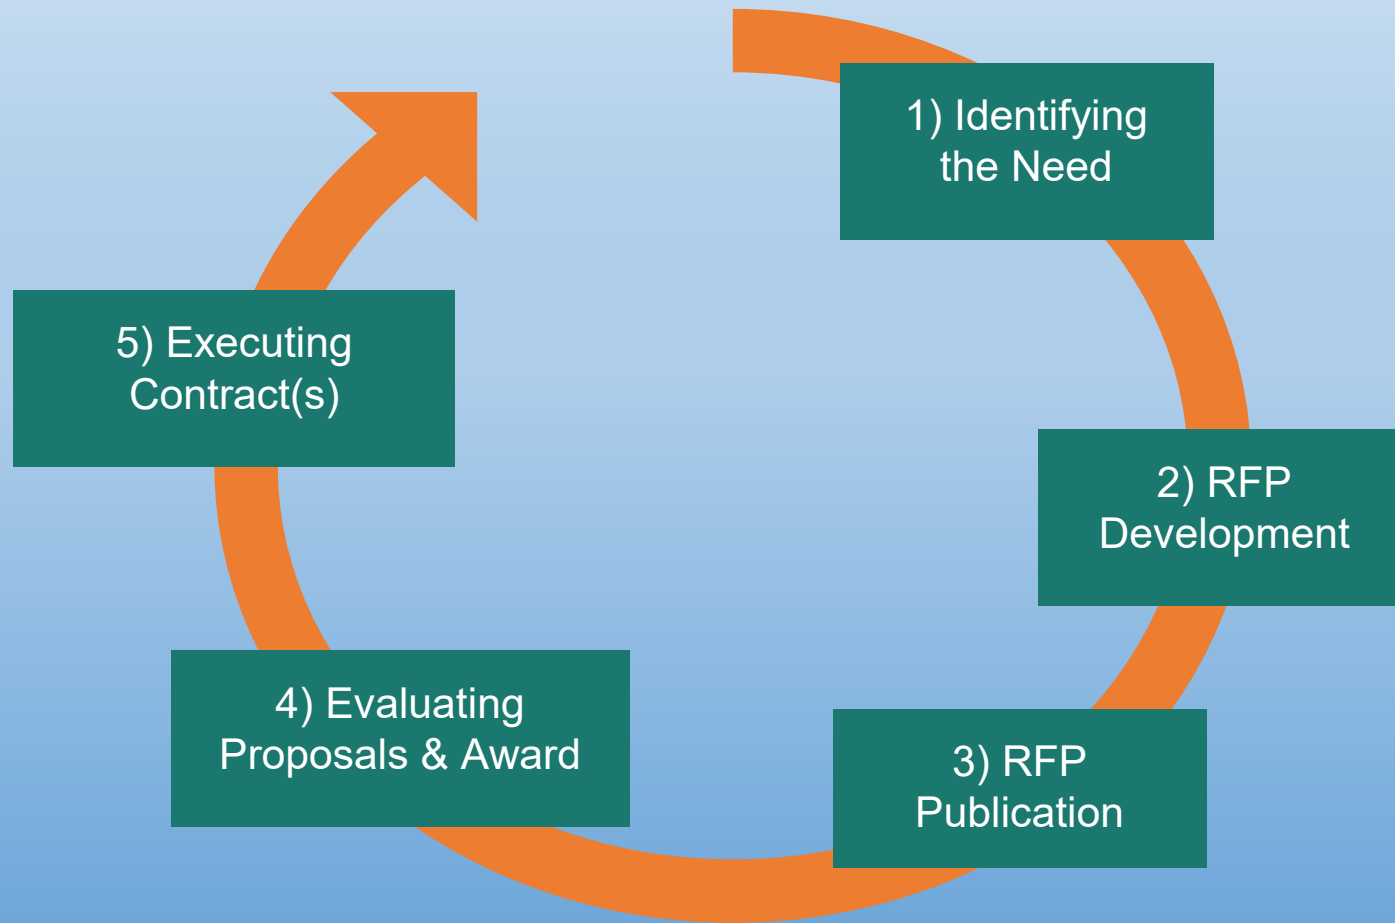 1) Identifying
the Need
2) RFP
Development
3) RFP
Publication
4) Evaluating
Proposals & Award
5) Executing
Contract(s)